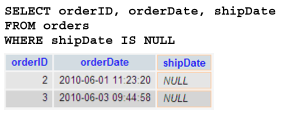 SELECT orderID, orderDate, shipDate
FROM orders
WHERE shipDate IS NULL
orderID orderDate shipDate
2 2010-06-01 11:23:20 NULL
3 2010-06-03 09:44:58 NULL